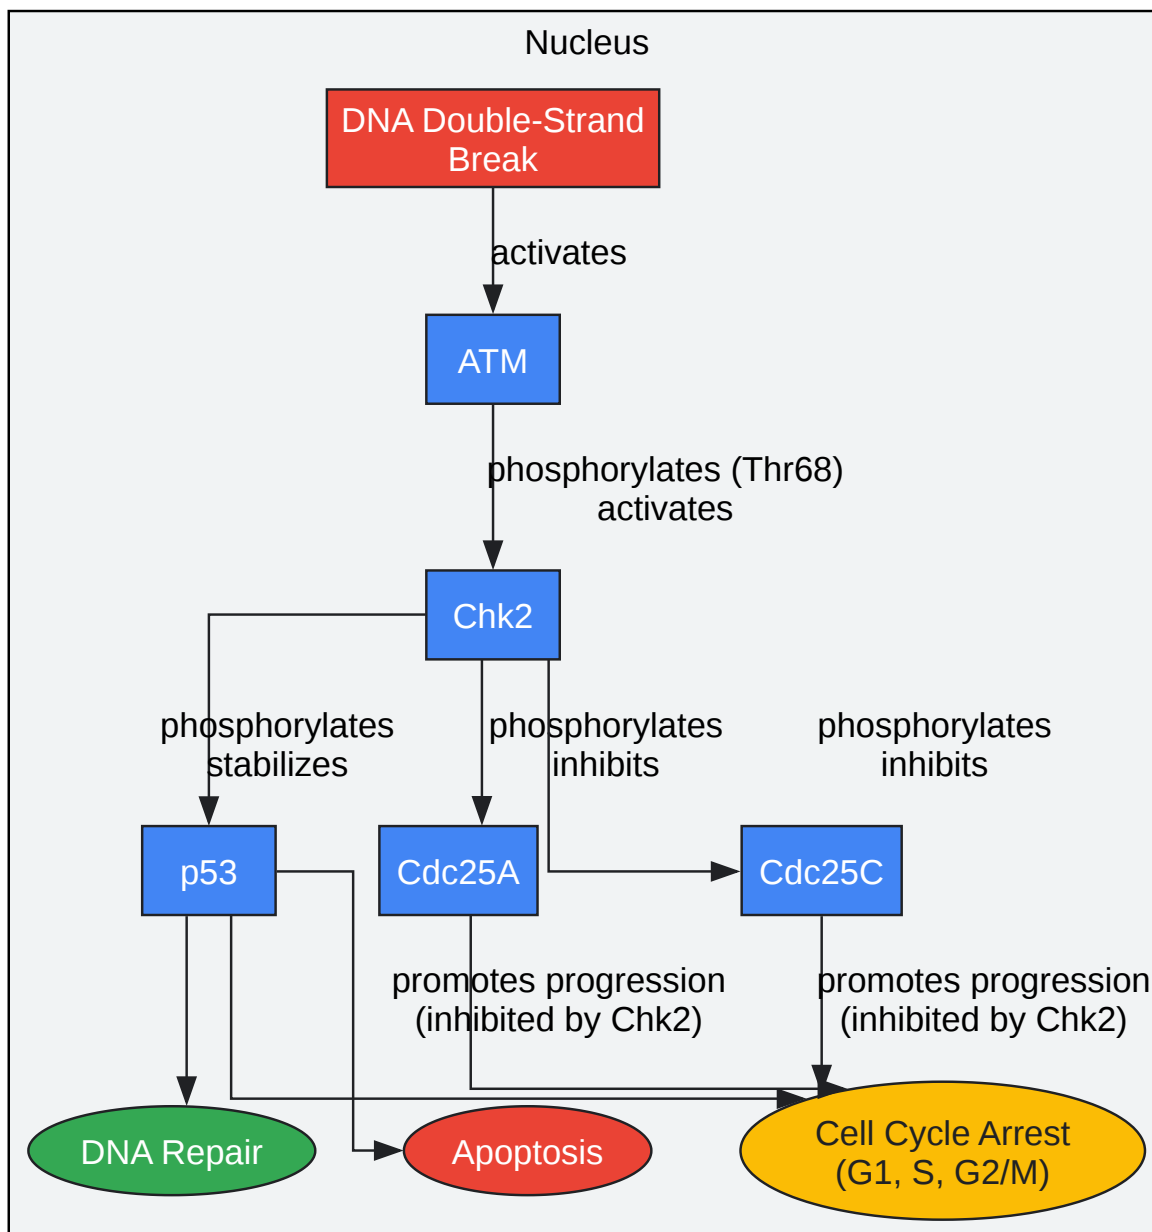 Nucleus
DNA Double-Strand
Break
activates
ATM
phosphorylates (Thr68)
activates
Chk2
phosphorylates
stabilizes
phosphorylates
inhibits
phosphorylates
inhibits
p53
Cdc25A
Cdc25C
promotes progression
(inhibited by Chk2)
promotes progression
(inhibited by Chk2)
DNA Repair
Apoptosis
Cell Cycle Arrest
(G1, S, G2/M)